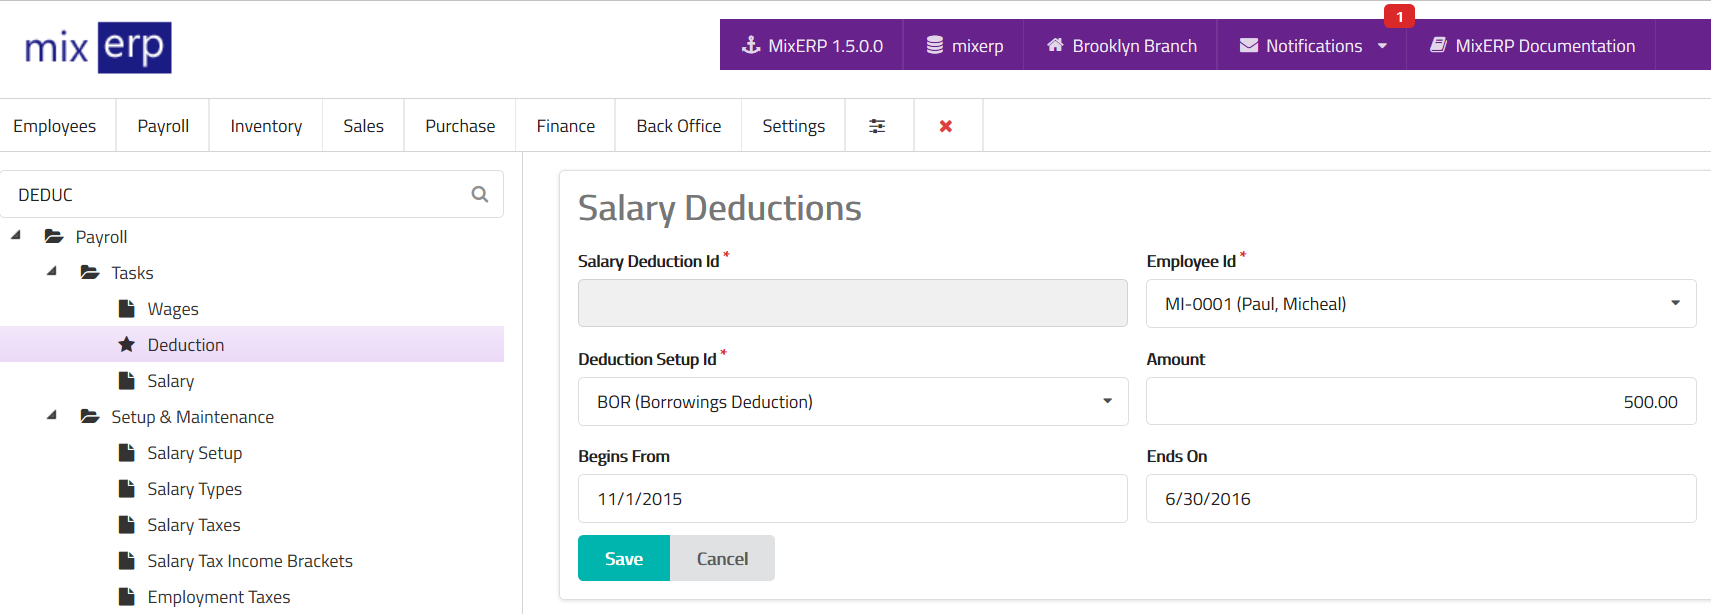 mix erp
1
MixERP 1.5.0.0 mixerp Brooklyn Branch Notifications MixERP Documentation
Employees Payroll Inventory Sales Purchase Finance Back Office Settings
DEDUC
Payroll
Tasks
Wages
Deduction
Salary
Setup & Maintenance
Salary Setup
Salary Types
Salary Taxes
Salary Tax Income Brackets
Employment Taxes
Salary Deductions
Salary Deduction Id * Employee Id *
MI-0001 (Paul, Micheal)
Deduction Setup Id * Amount
BOR (Borrowings Deduction) 500.00
Begins From Ends On
11/1/2015 6/30/2016
Save Cancel